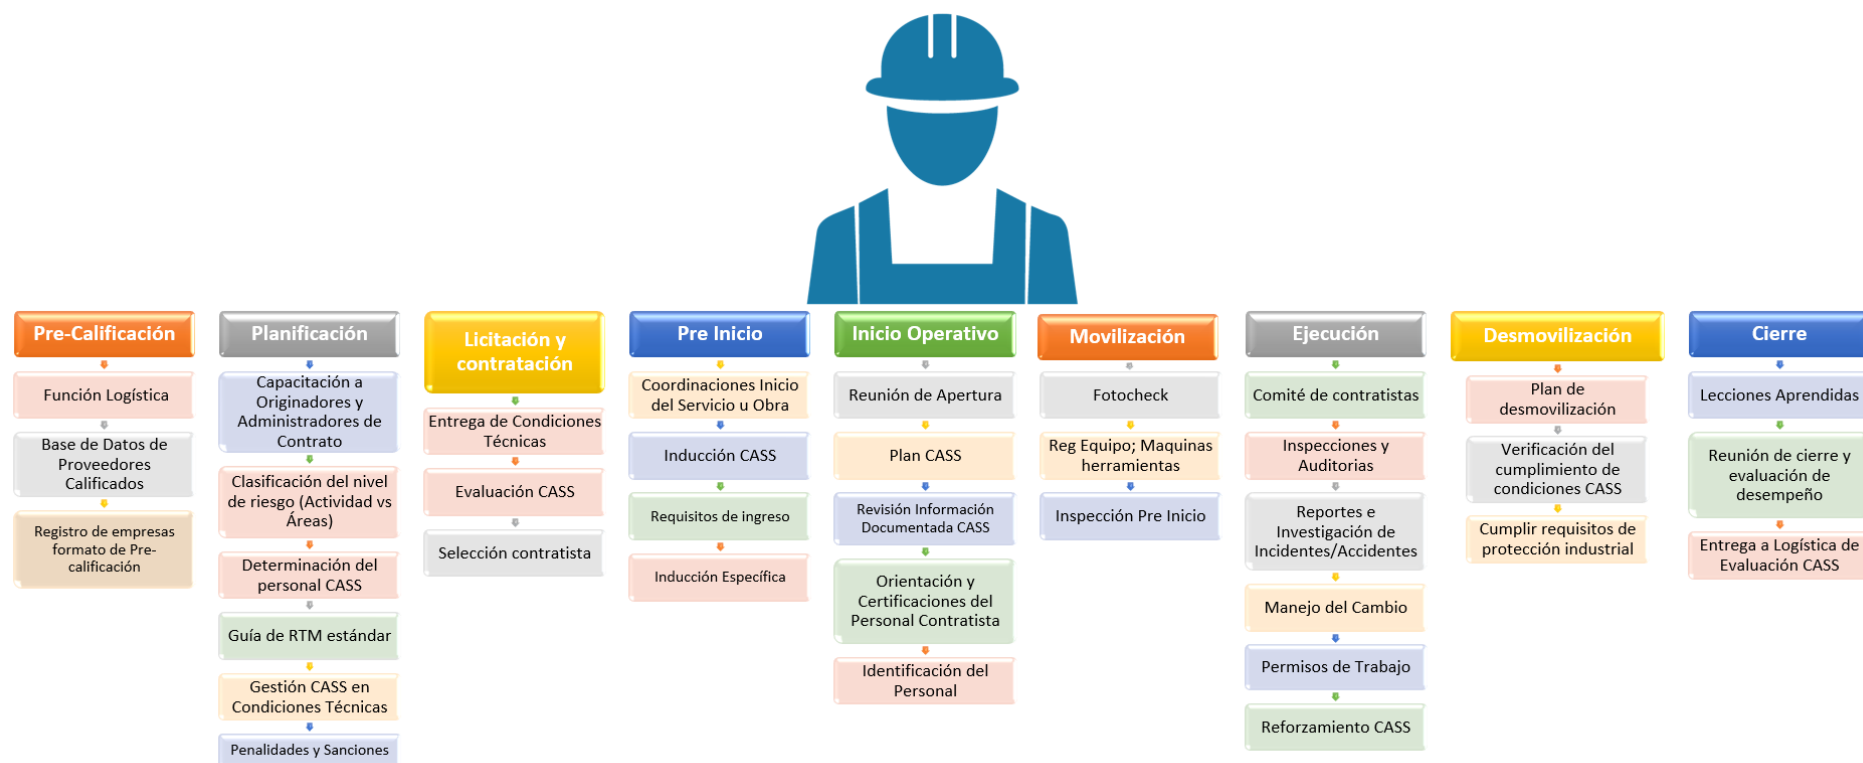 Pre-Calificación
Función Logística
Base de Datos de
Proveedores
Calificados
Registro de empresas
formato de Pre-
calificación
Planificación
Capacitación a
Originadores y
Administradores de
Contrato
Clasificación del nivel
de riesgo (Actividad vs
Áreas)
Determinación del
personal CASS
Guía de RTM estándar
Gestión CASS en
Condiciones Técnicas
Penalidades y Sanciones
Licitación y
contratación
Entrega de Condiciones
Técnicas
Evaluación CASS
Selección contratista
Pre Inicio
Coordinaciones Inicio
del Servicio u Obra
Inducción CASS
Requisitos de ingreso
Inducción Específica
Inicio Operativo
Reunión de Apertura
Plan CASS
Revisión Información
Documentada CASS
Orientación y
Certificaciones del
Personal Contratista
Identificación del
Personal
Movilización
Fotocheck
Reg Equipo; Maquinas
herramientas
Inspección Pre Inicio
Ejecución
Comité de contratistas
Inspecciones y
Auditorias
Reportes e
Investigación de
Incidentes/Accidentes
Manejo del Cambio
Permisos de Trabajo
Reforzamiento CASS
Desmovilización
Plan de
desmovilización
Verificación del
cumplimiento de
condiciones CASS
Cumplir requisitos de
protección industrial
Cierre
Lecciones Aprendidas
Reunión de cierre y
evaluación de
desempeño
Entrega a Logística de
Evaluación CASS